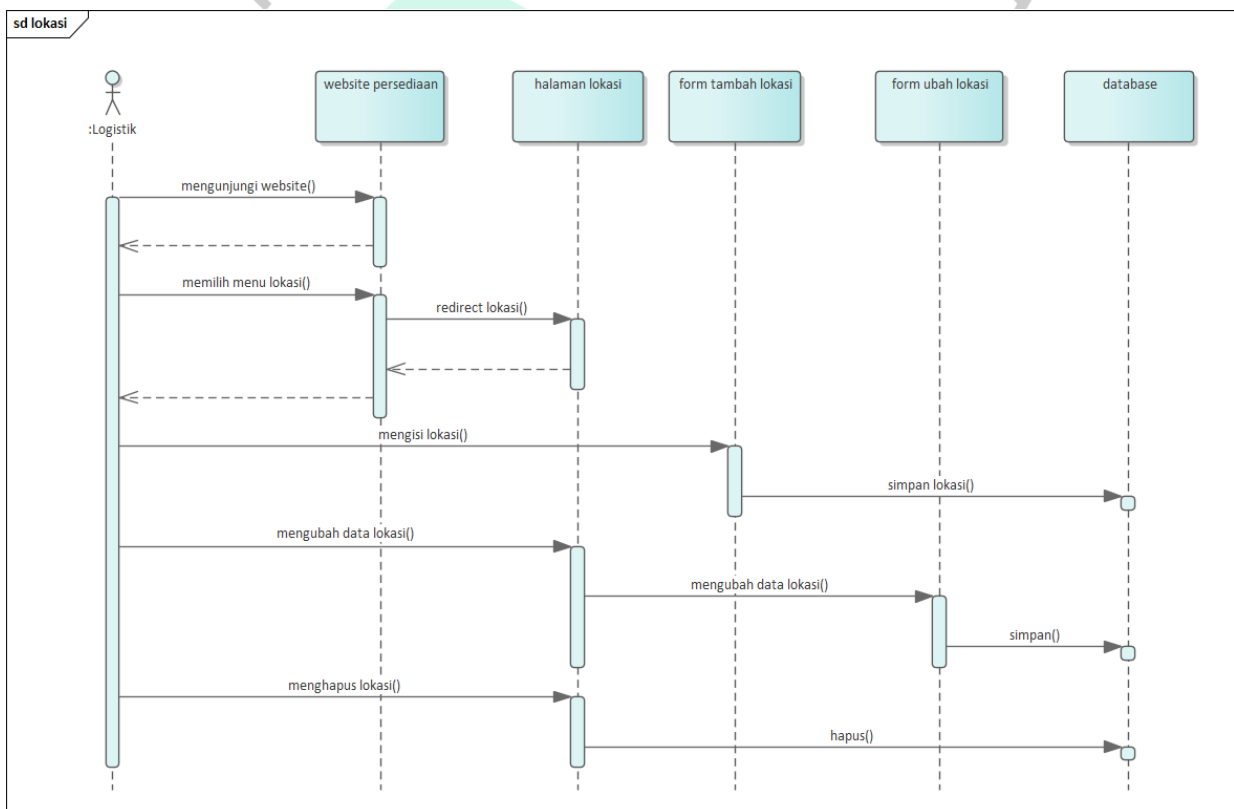 sd lokasi
website persediaan
halaman lokasi
form tambah lokasi
form ubah lokasi
database
:Logistik
mengunjungi website()
memilih menu lokasi()
redirect lokasi()
mengisi lokasi()
simpan lokasi()
mengubah data lokasi()
mengubah data lokasi()
simpan()
menghapus lokasi()
hapus()